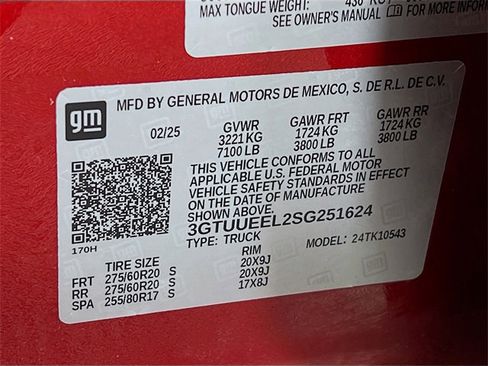 MAX TONGUE WEIGHT: 430 KG
SEE OWNER'S MANUAL FOR MORE INFOR
gm
MFD BY GENERAL MOTORS DE MEXICO, S. DE R.L. DE C.V.
02/25 GVWR GAWR FRT GAWR RR
3221 KG 1724 KG 1724 KG
7100 LB 3800 LB 3800 LB
THIS VEHICLE CONFORMS TO ALL
APPLICABLE U.S. FEDERAL MOTOR
VEHICLE SAFETY STANDARDS IN EFFECT
ON THE DATE OF MANUFACTURE
3GTUUEEL2SG251624
170H TYPE: TRUCK MODEL: 24TK10543
TIRE SIZE RIM
FRT 275/60R20 S 20X9J
RR 275/60R20 S 20X9J
SPA 255/80R17 S 17X8J